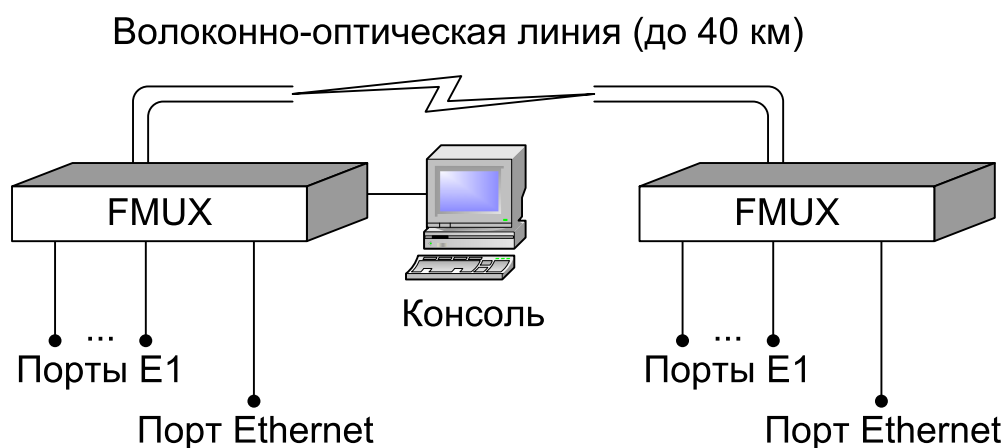 Волоконно-оптическая линия (до 40 км)
FMUX
FMUX
Консоль
...
...
Порты E1
Порты E1
Порт Ethernet
Порт Ethernet